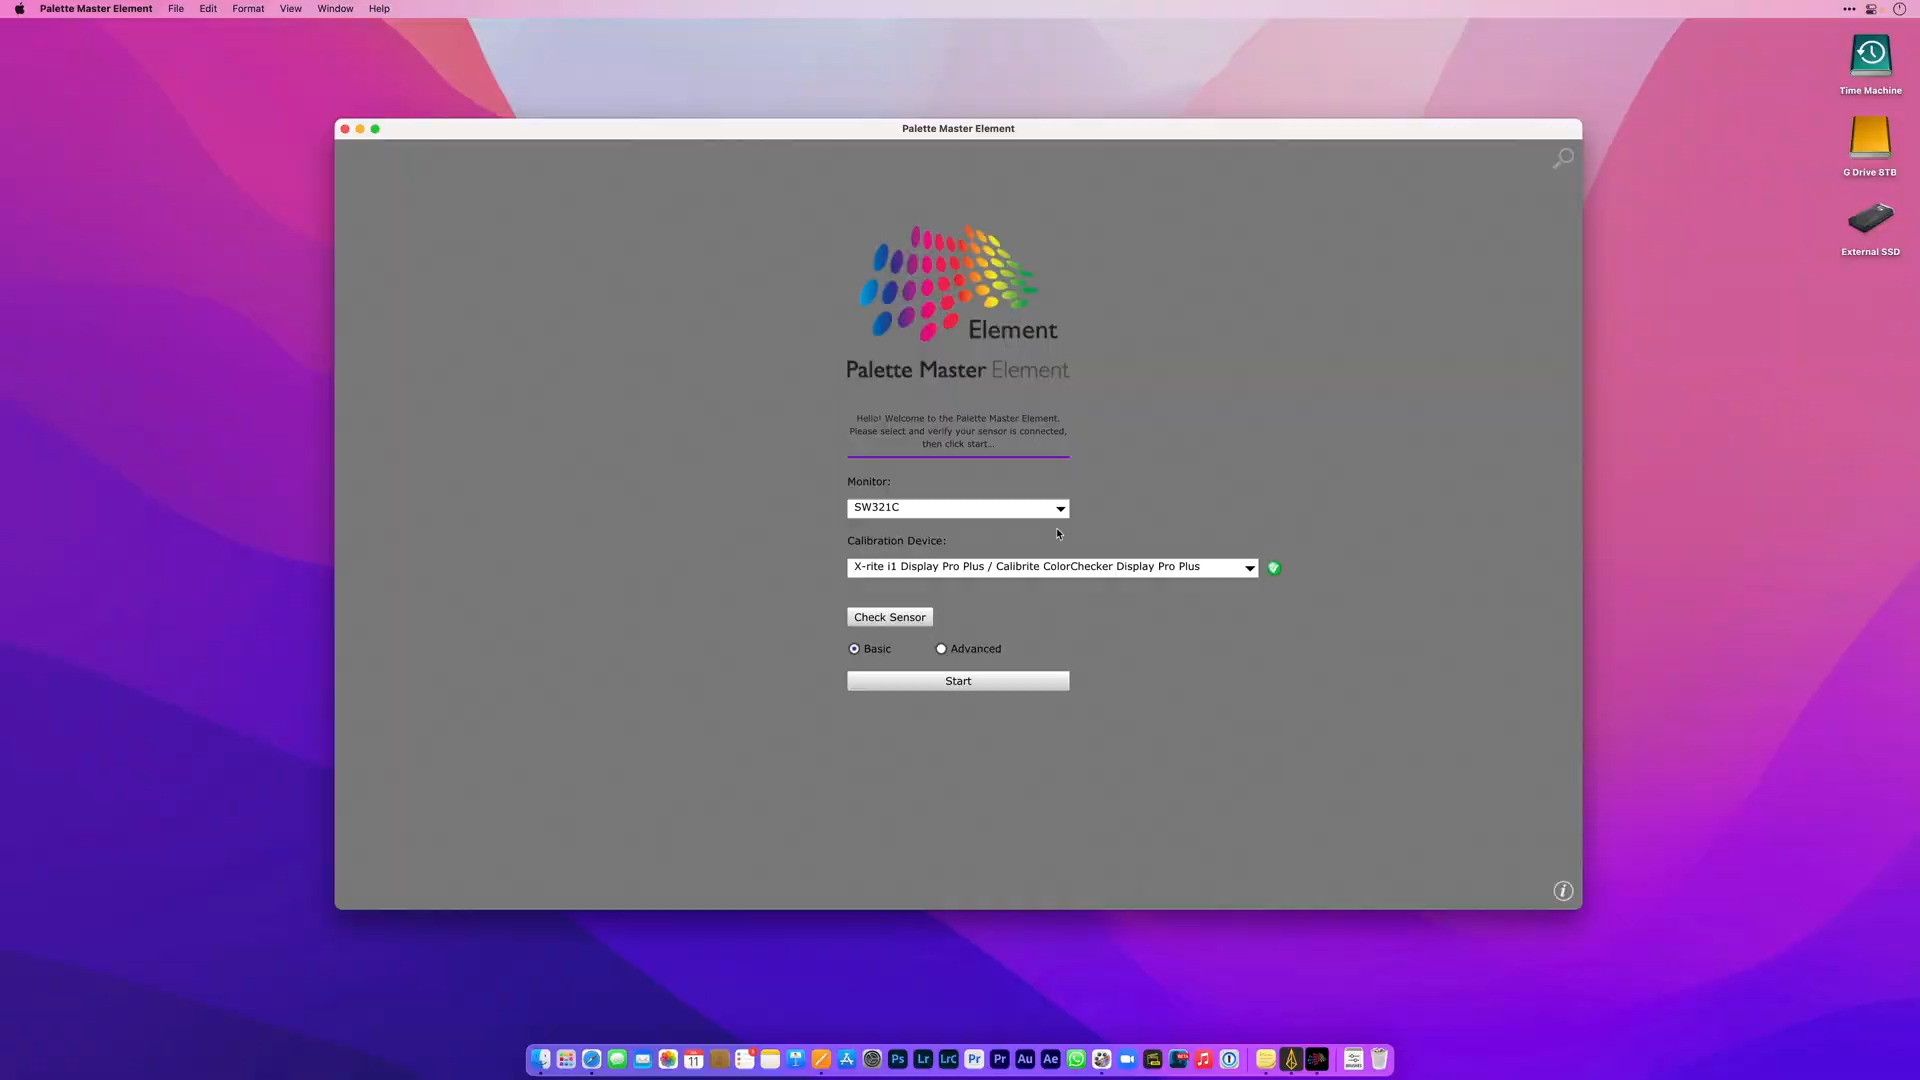 Palette Master Element File Edit Format View Window Help
Time Machine
G Drive 8TB
External SSD
Palette Master Element
Element
Palette Master Element
Hello! Welcome to the Palette Master Element.
Please select and verify your sensor is connected,
then click start...
Monitor:
SW321C
Calibration Device:
X-rite i1 Display Pro Plus / Calibrite ColorChecker Display Pro Plus
Check Sensor
Basic Advanced
Start
i
11 Ps Lr LrC Pr Pr Au Ae